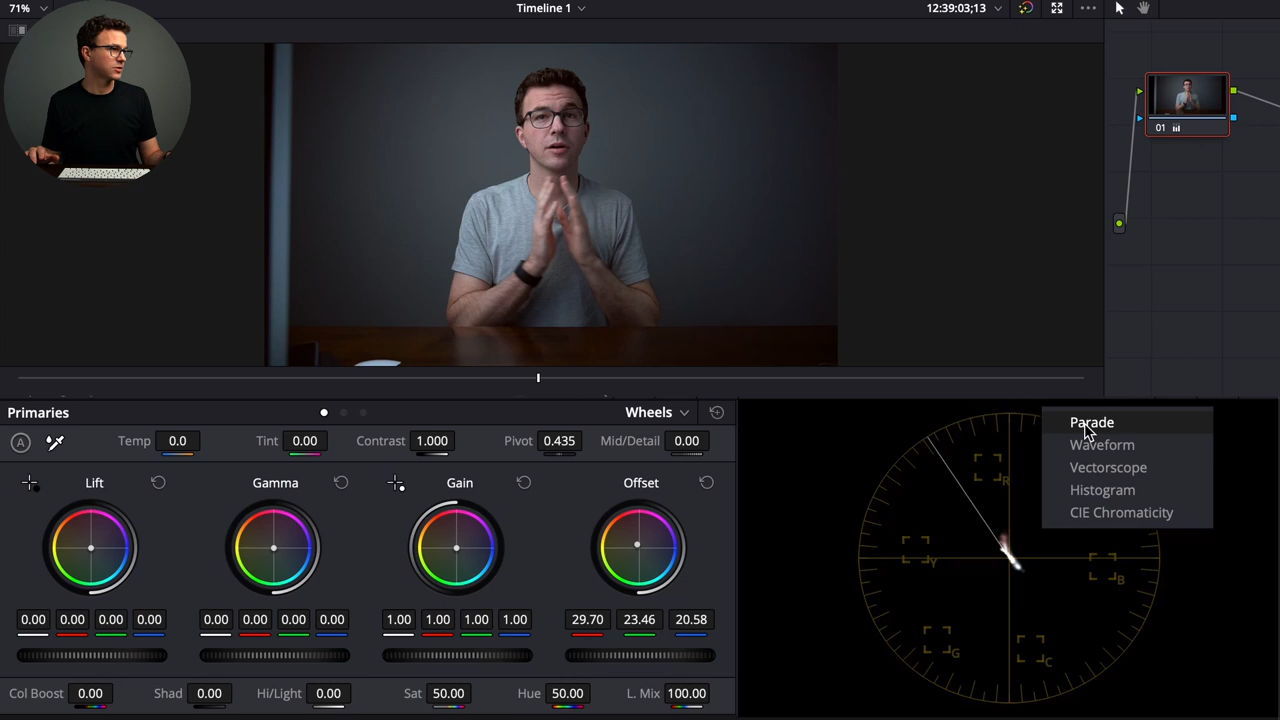 71%
Timeline 1
12:39:03;13
01
Primaries
Wheels
A
Temp 0.0
Tint 0.00
Contrast 1.000
Pivot 0.435
Mid/Detail 0.00
Lift
Gamma
Gain
Offset
0.00 0.00 0.00 0.00
0.00 0.00 0.00 0.00
1.00 1.00 1.00 1.00
29.70 23.46 20.58
Col Boost 0.00
Shad 0.00
Hi/Light 0.00
Sat 50.00
Hue 50.00
L. Mix 100.00
R
Y
B
G
C
Parade
Waveform
Vectorscope
Histogram
CIE Chromaticity